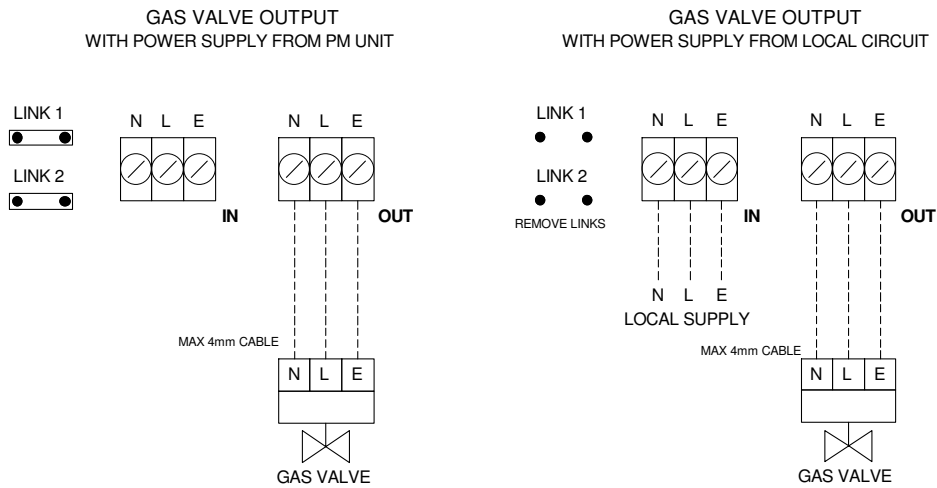 GAS VALVE OUTPUT
WITH POWER SUPPLY FROM PM UNIT
LINK 1
N L E
N L E
LINK 2
IN
OUT
MAX 4mm CABLE
N L E
GAS VALVE
GAS VALVE OUTPUT
WITH POWER SUPPLY FROM LOCAL CIRCUIT
LINK 1
N L E
N L E
LINK 2
REMOVE LINKS
IN
OUT
N L E
LOCAL SUPPLY
MAX 4mm CABLE
N L E
GAS VALVE